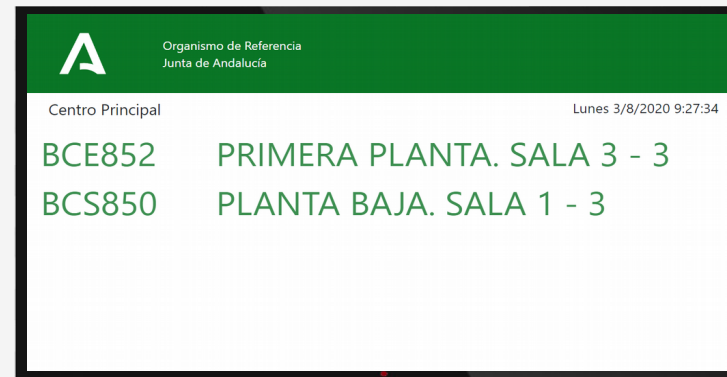 Organismo de Referencia
Junta de Andalucía
Centro Principal Lunes 3/8/2020 9:27:34
BCE852 PRIMERA PLANTA. SALA 3 - 3
BCS850 PLANTA BAJA. SALA 1 - 3